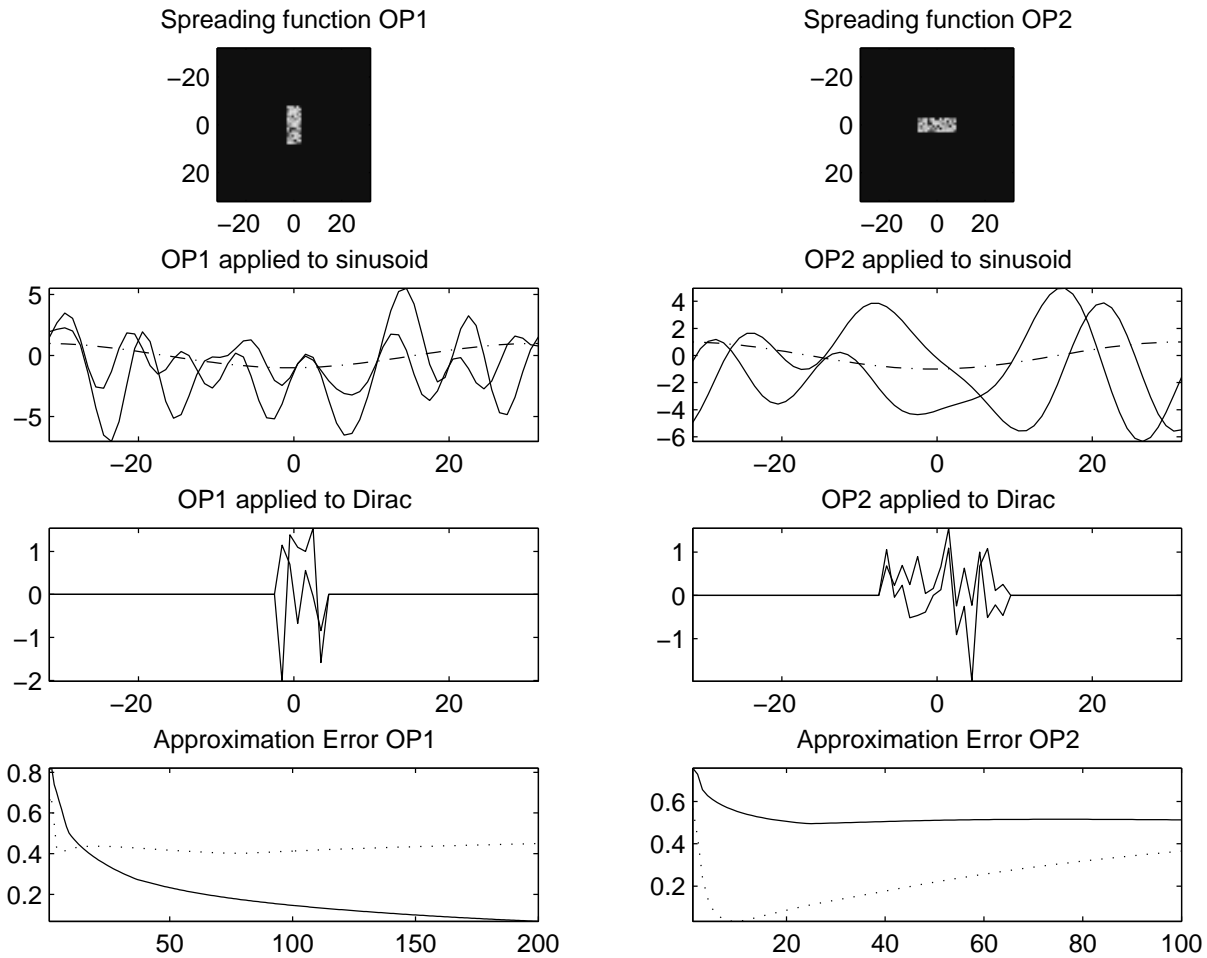 Spreading function OP1
−20
0
20
−20 0 20
Spreading function OP2
−20
0
20
−20 0 20
OP1 applied to sinusoid
5
0
−5
−20 0 20
OP2 applied to sinusoid
4
2
0
−2
−4
−6
−20 0 20
OP1 applied to Dirac
1
0
−1
−2
−20 0 20
OP2 applied to Dirac
1
0
−1
−20 0 20
Approximation Error OP1
0.8
0.6
0.4
0.2
50 100 150 200
Approximation Error OP2
0.6
0.4
0.2
20 40 60 80 100